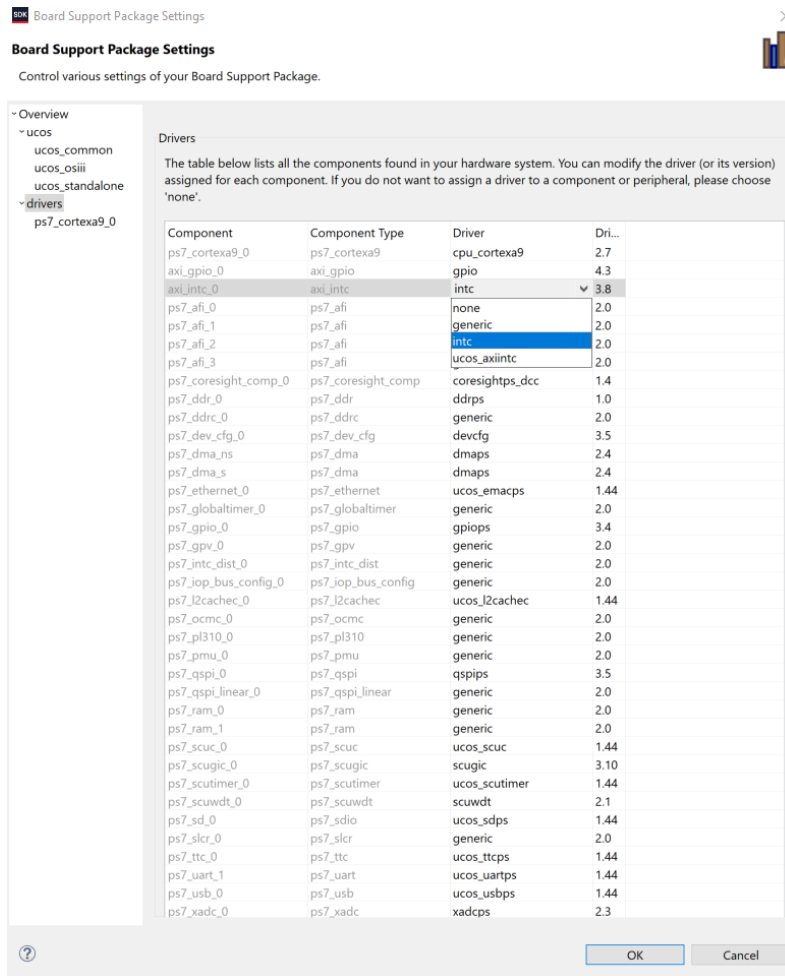 SDK Board Support Package Settings
Board Support Package Settings
Control various settings of your Board Support Package.
Overview
ucos
ucos_common
ucos_osiii
ucos_standalone
drivers
ps7_cortexa9_0
Drivers
The table below lists all the components found in your hardware system. You can modify the driver (or its version)
assigned for each component. If you do not want to assign a driver to a component or peripheral, please choose
'none'.
Component Component Type Driver Dri...
ps7_cortexa9_0 ps7_cortexa9 cpu_cortexa9 2.7
axi_gpio_0 axi_gpio gpio 4.3
axi_intc_0 axi_intc intc 3.8
ps7_afi_0 ps7_afi none 2.0
ps7_afi_1 ps7_afi generic 2.0
ps7_afi_2 ps7_afi intc 2.0
ps7_afi_3 ps7_afi ucos_axiintc 2.0
ps7_coresight_comp_0 ps7_coresight_comp coresightps_dcc 1.4
ps7_ddr_0 ps7_ddr ddrps 1.0
ps7_ddrc_0 ps7_ddrc generic 2.0
ps7_dev_cfg_0 ps7_dev_cfg devcfg 3.5
ps7_dma_ns ps7_dma dmaps 2.4
ps7_dma_s ps7_dma dmaps 2.4
ps7_ethernet_0 ps7_ethernet ucos_emacps 1.44
ps7_globaltimer_0 ps7_globaltimer generic 2.0
ps7_gpio_0 ps7_gpio gpiops 3.4
ps7_gpv_0 ps7_gpv generic 2.0
ps7_intc_dist_0 ps7_intc_dist generic 2.0
ps7_iop_bus_config_0 ps7_iop_bus_config generic 2.0
ps7_l2cachec_0 ps7_l2cachec ucos_l2cachec 1.44
ps7_ocmc_0 ps7_ocmc generic 2.0
ps7_pl310_0 ps7_pl310 generic 2.0
ps7_pmu_0 ps7_pmu generic 2.0
ps7_qspi_0 ps7_qspi qspips 3.5
ps7_qspi_linear_0 ps7_qspi_linear generic 2.0
ps7_ram_0 ps7_ram generic 2.0
ps7_ram_1 ps7_ram generic 2.0
ps7_scuc_0 ps7_scuc ucos_scuc 1.44
ps7_scugic_0 ps7_scugic scugic 3.10
ps7_scutimer_0 ps7_scutimer ucos_scutimer 1.44
ps7_scuwdt_0 ps7_scuwdt scuwdt 2.1
ps7_sd_0 ps7_sdio ucos_sdps 1.44
ps7_slcr_0 ps7_slcr generic 2.0
ps7_ttc_0 ps7_ttc ucos_ttcps 1.44
ps7_uart_1 ps7_uart ucos_uartps 1.44
ps7_usb_0 ps7_usb ucos_usbps 1.44
ps7_xadc_0 ps7_xadc xadcps 2.3
? OK Cancel